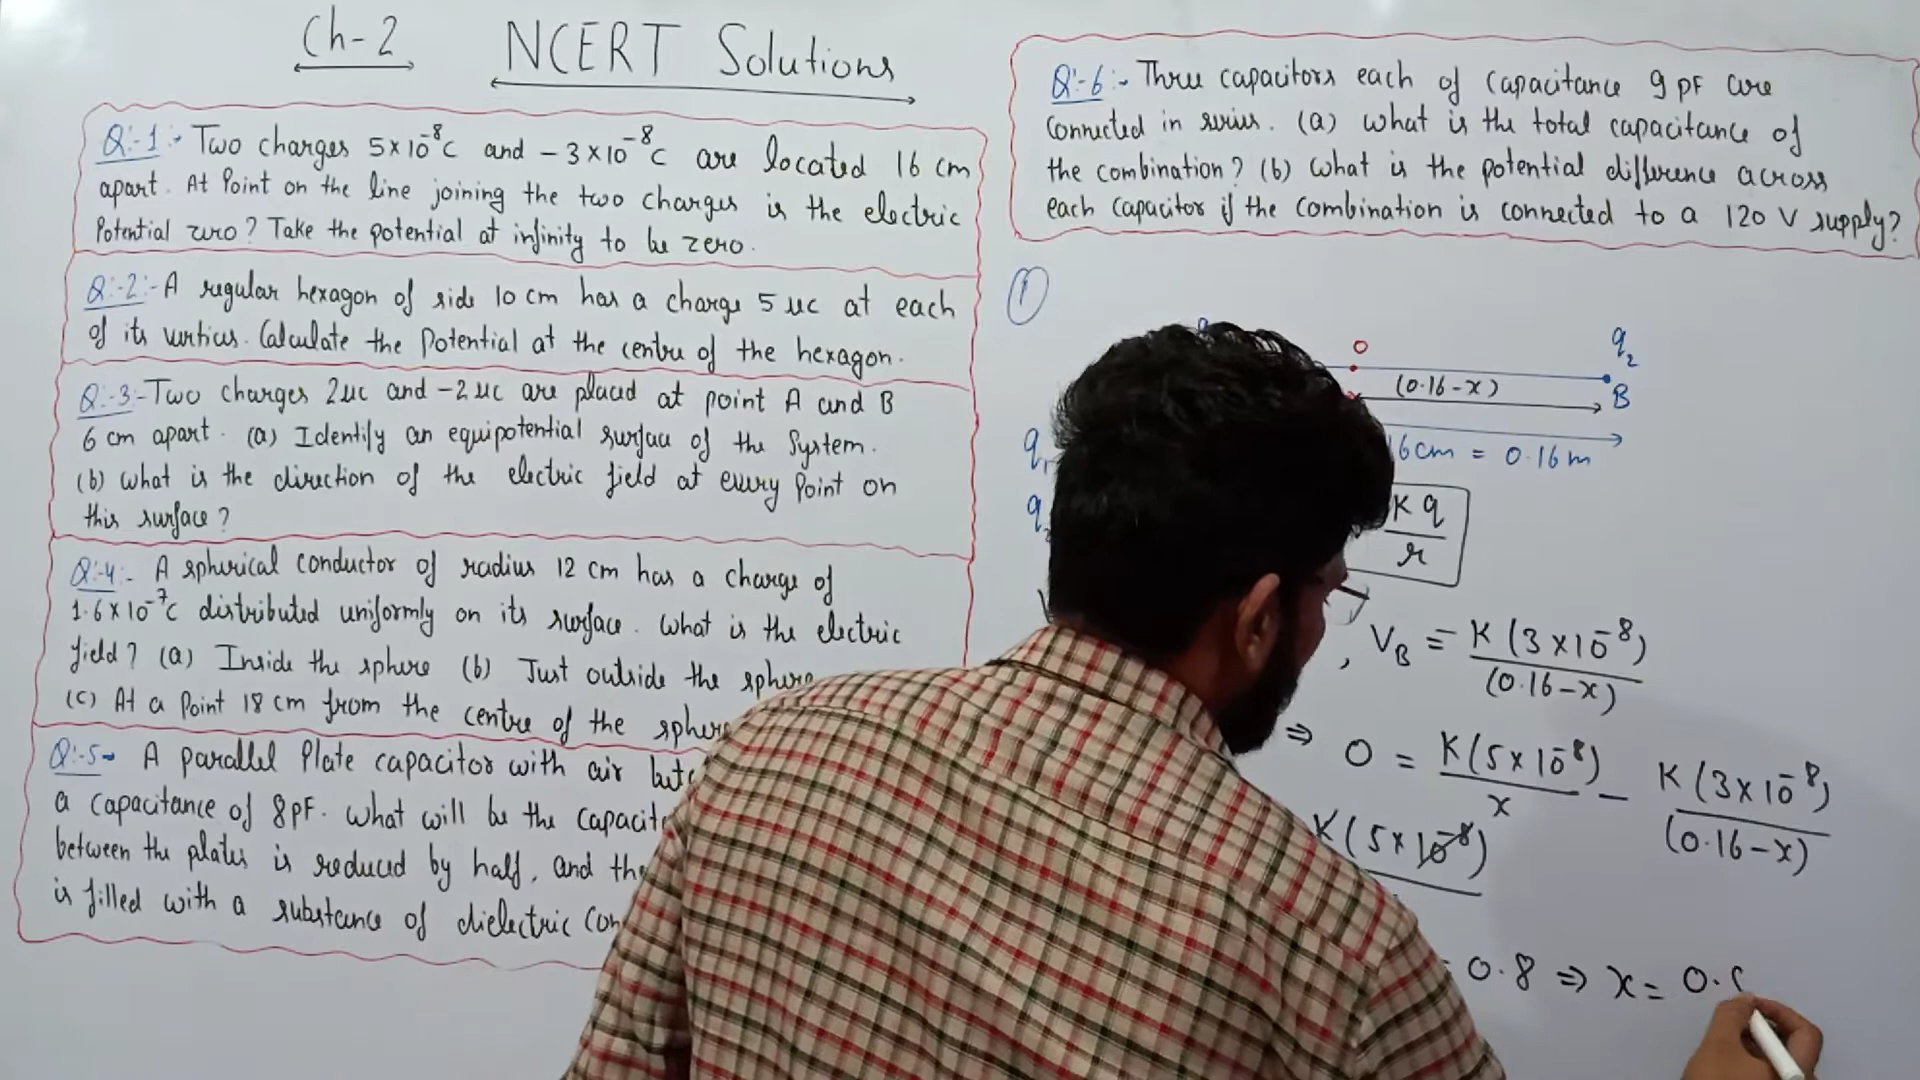 Ch-2 NCERT Solutions
Q:-1:- Two charges 5×10⁻⁸C and -3×10⁻⁸C are located 16 cm
apart. At Point on the line joining the two charges is the electric
Potential zero? Take the potential at infinity to be zero.
Q:-2:- A regular hexagon of side 10 cm has a charge 5 μc at each
of its vertices. Calculate the Potential at the centre of the hexagon.
Q:-3:- Two charges 2μc and -2μc are placed at point A and B
6 cm apart. (a) Identify an equipotential surface of the System.
(b) what is the direction of the electric field at every Point on
this surface?
Q:-4:- A spherical conductor of radius 12 cm has a charge of
1.6×10⁻⁷C distributed uniformly on its surface. What is the electric
field? (a) Inside the sphere (b) Just outside the sphere
(c) At a Point 18 cm from the centre of the sphere
Q:-5- A parallel Plate capacitor with air
a capacitance of 8pF. What will be the
between the plates is reduced by half, and
is filled with a substance of dielectric
Q:-6:- Three capacitors each of capacitance 9 pF are
connected in series. (a) what is the total capacitance of
the combination? (b) What is the potential difference across
each capacitor if the combination is connected to a 120 V supply?
①
O q₂
(0.16-x) B
16cm = 0.16m
q₁
q
Kq/r
, V_B = -K(3×10⁻⁸)/(0.16-x)
⇒ 0 = K(5×10⁻⁸)/x - K(3×10⁻⁸)/(0.16-x)
K(5×10⁻⁸)
= 0.8 ⇒ x = 0.